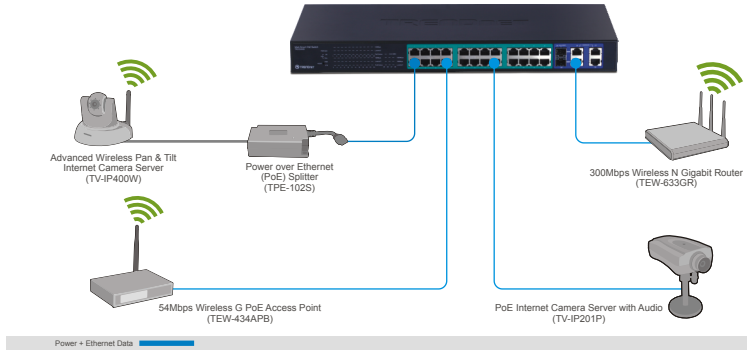 TRENDnet
Advanced Wireless Pan & Tilt
Internet Camera Server
(TV-IP400W)
Power over Ethernet
(PoE) Splitter
(TPE-102S)
300Mbps Wireless N Gigabit Router
(TEW-633GR)
54Mbps Wireless G PoE Access Point
(TEW-434APB)
PoE Internet Camera Server with Audio
(TV-IP201P)
Power + Ethernet Data